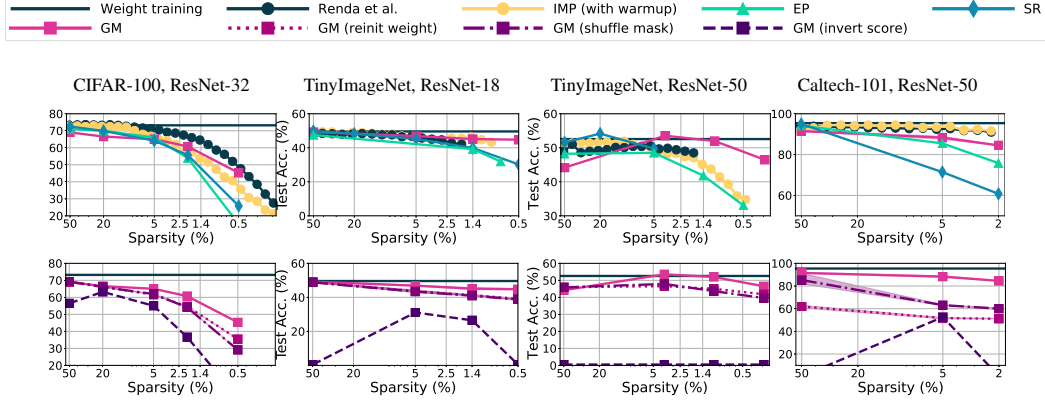 Weight training Renda et al. IMP (with warmup) EP SR
GM GM (reinit weight) GM (shuffle mask) GM (invert score)
CIFAR-100, ResNet-32 TinyImageNet, ResNet-18 TinyImageNet, ResNet-50 Caltech-101, ResNet-50
80
70
60
50
40
30
20
50 20 5 2.5 1.4 0.5
Sparsity (%)
Test Acc. (%)
60
40
20
0
50 20 5 2.5 1.4 0.5
Sparsity (%)
Test Acc. (%)
60
50
40
30
50 20 5 2.5 1.4 0.5
Sparsity (%)
100
80
60
50 20 5 2
Sparsity (%)
80
70
60
50
40
30
20
50 20 5 2.5 1.4 0.5
Sparsity (%)
Test Acc. (%)
60
40
20
50 20 5 2.5 1.4 0.5
Sparsity (%)
Test Acc. (%)
60
50
40
30
20
10
0
50 20 5 2.5 1.4 0.5
Sparsity (%)
100
80
60
40
20
50 20 5 2
Sparsity (%)